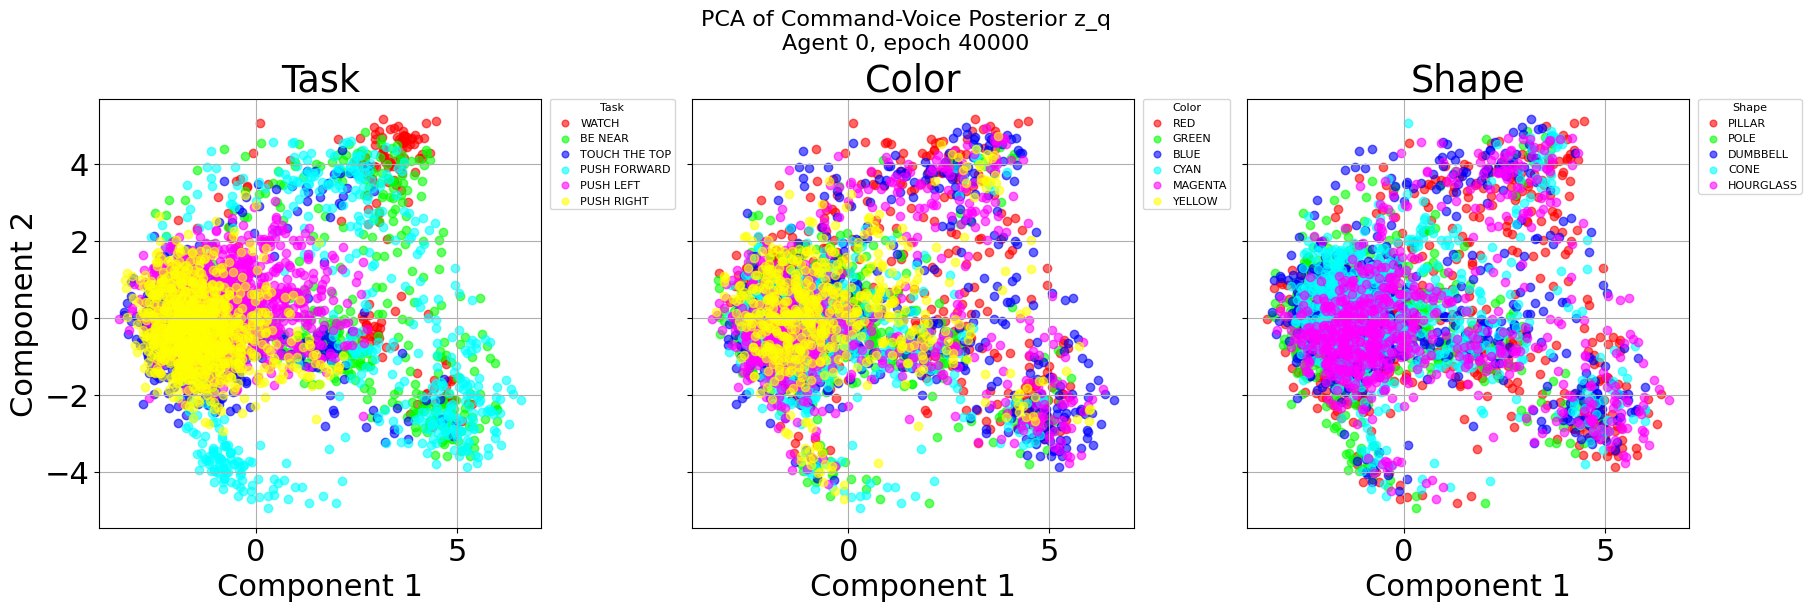 PCA of Command-Voice Posterior z_q
Agent 0, epoch 40000
Task
Component 2
4
2
0
−2
−4
0 5
Component 1
Task
WATCH
BE NEAR
TOUCH THE TOP
PUSH FORWARD
PUSH LEFT
PUSH RIGHT
Color
0 5
Component 1
Color
RED
GREEN
BLUE
CYAN
MAGENTA
YELLOW
Shape
0 5
Component 1
Shape
PILLAR
POLE
DUMBBELL
CONE
HOURGLASS